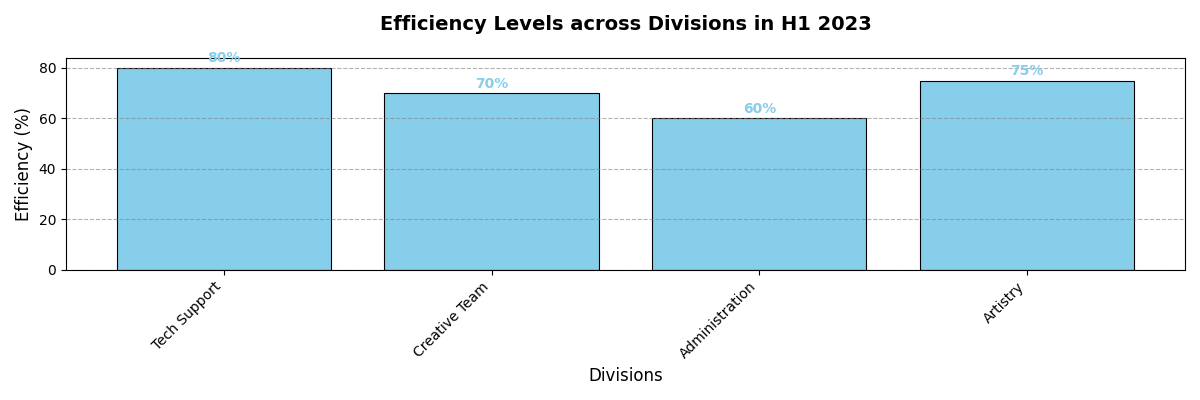 Efficiency Levels across Divisions in H1 2023
80%
70%
60%
75%
Efficiency (%)
80
60
40
20
0
Tech Support
Creative Team
Administration
Artistry
Divisions